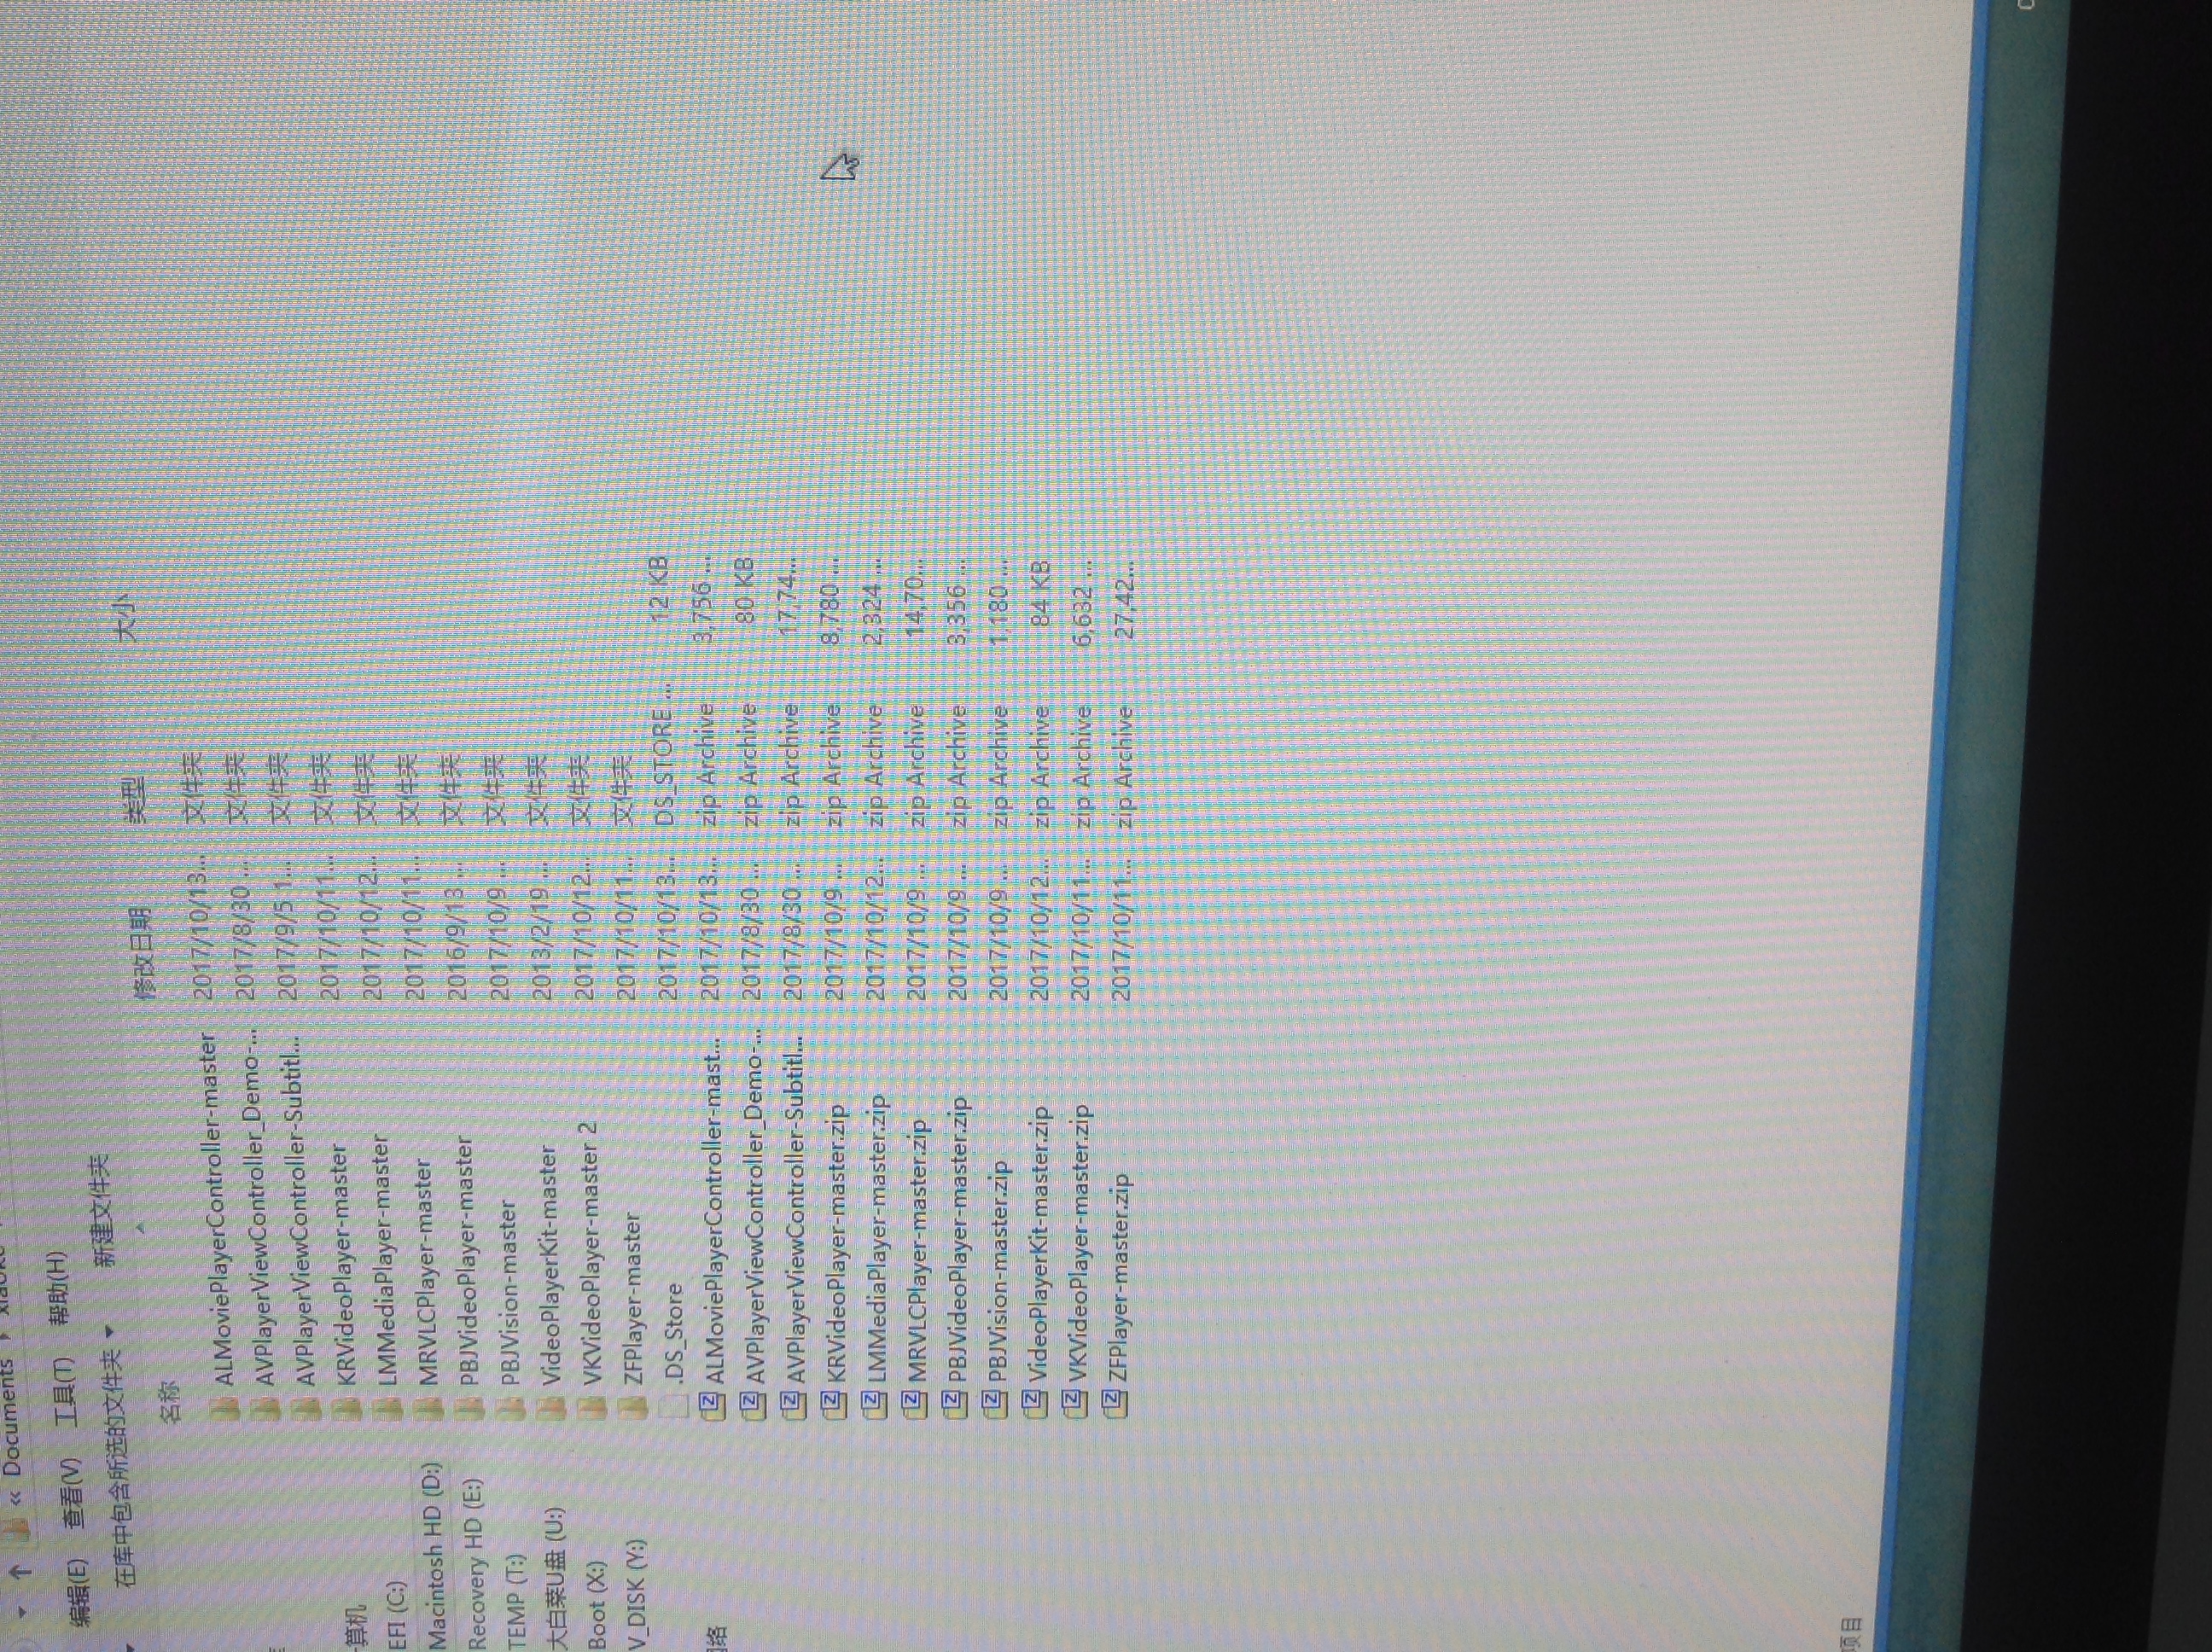 « Documents
编辑(E) 查看(V) 工具(T) 帮助(H)
在库中包含所选的文件夹 新建文件夹
名称 修改日期 类型 大小
ALMoviePlayerController-master 2017/10/13... 文件夹
AVPlayerViewController_Demo-... 2017/8/30 ... 文件夹
AVPlayerViewController-Subtitl... 2017/9/5 1... 文件夹
KRVideoPlayer-master 2017/10/11... 文件夹
LMMediaPlayer-master 2017/10/12... 文件夹
MRVLCPlayer-master 2017/10/11... 文件夹
PBJVideoPlayer-master 2016/9/13 ... 文件夹
PBJVision-master 2017/10/9 ... 文件夹
VideoPlayerKit-master 2013/2/19 ... 文件夹
VKVideoPlayer-master 2 2017/10/12... 文件夹
ZFPlayer-master 2017/10/11... 文件夹
.DS_Store 2017/10/13... DS_STORE ... 12 KB
ALMoviePlayerController-mast... 2017/10/13... zip Archive 3,756 ...
AVPlayerViewController_Demo-... 2017/8/30 ... zip Archive 80 KB
AVPlayerViewController-Subtitl... 2017/8/30 ... zip Archive 17,74...
KRVideoPlayer-master.zip 2017/10/9 ... zip Archive 8,780 ...
LMMediaPlayer-master.zip 2017/10/12... zip Archive 2,324 ...
MRVLCPlayer-master.zip 2017/10/9 ... zip Archive 14,70...
PBJVideoPlayer-master.zip 2017/10/9 ... zip Archive 3,356 ...
PBJVision-master.zip 2017/10/9 ... zip Archive 1,180 ...
VideoPlayerKit-master.zip 2017/10/12... zip Archive 84 KB
VKVideoPlayer-master.zip 2017/10/11... zip Archive 6,632 ...
ZFPlayer-master.zip 2017/10/11... zip Archive 27,42...
算机
EFI (C:)
Macintosh HD (D:)
Recovery HD (E:)
TEMP (T:)
大白菜U盘 (U:)
Boot (X:)
V_DISK (Y:)
络
项目